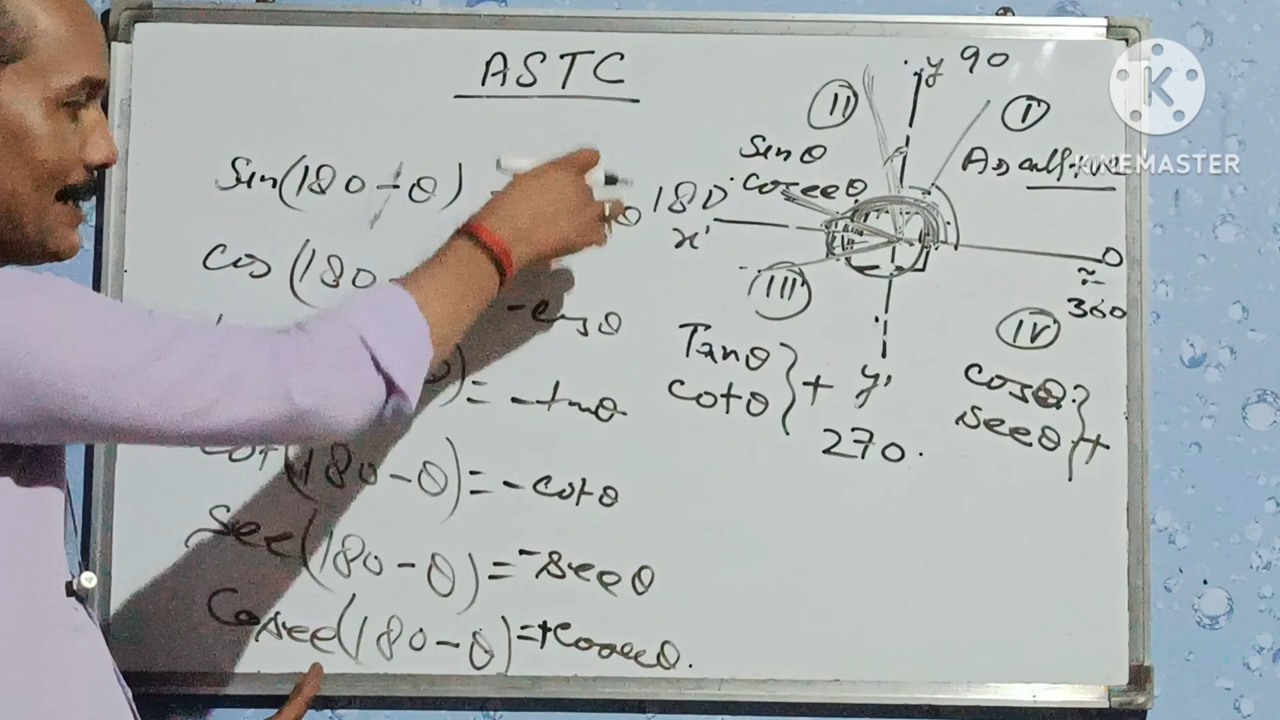 ASTC
Sin(180-θ)
Cos (180
-cosθ
= -tanθ.
cot(180-θ)= -cotθ
Sec(180-θ)= -secθ
Cosec(180-θ)=+Cosecθ.
y 90
II
I
Sinθ
cosecθ
180°
x'
0
360
III
IV
Tanθ
Cotθ } +
y'
270.
cosθ
secθ } +
K
KINEMASTER